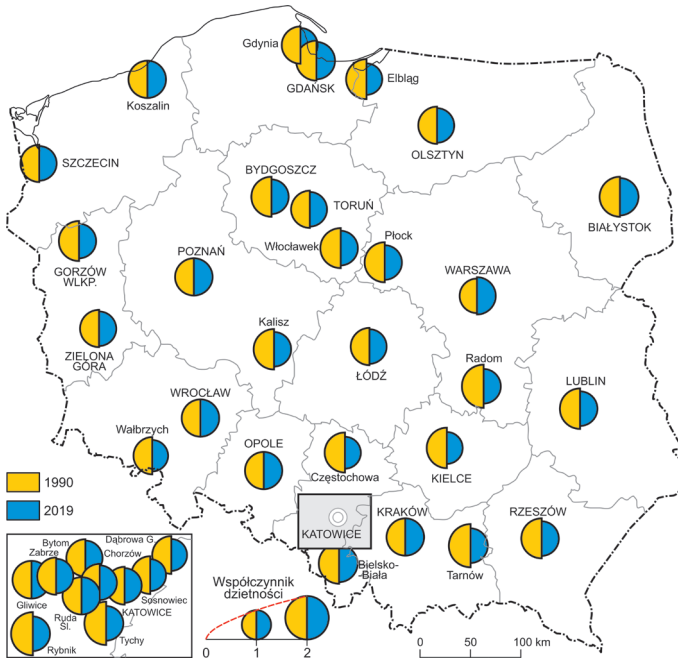 Gdynia
GDAŃSK
Elbląg
Koszalin
OLSZTYN
SZCZECIN
BYDGOSZCZ
TORUŃ
BIAŁYSTOK
Włocławek
Płock
GORZÓW
WLKP.
POZNAŃ
WARSZAWA
Kalisz
ZIELONA
GÓRA
ŁÓDŹ
Radom
LUBLIN
WROCŁAW
Wałbrzych
OPOLE
Częstochowa
KIELCE
1990
2019
KATOWICE
KRAKÓW
RZESZÓW
Tarnów
Bielsko-
-Biała
Dąbrowa G.
Bytom
Zabrze
Chorzów
Gliwice
Ruda
Śl.
KATOWICE
Sosnowiec
Rybnik
Tychy
Współczynnik
dzietności
0
1
2
0
50
100 km